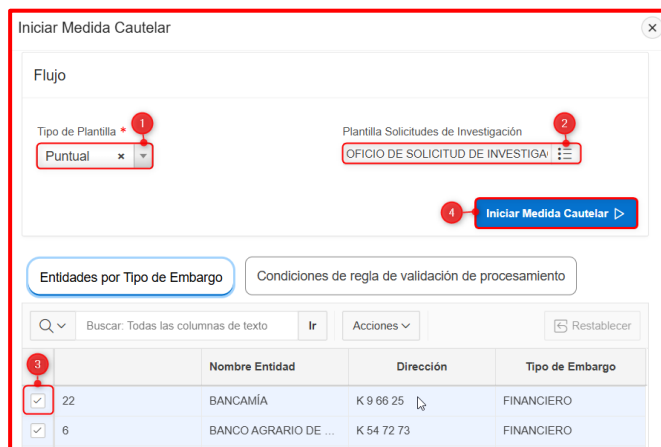 Iniciar Medida Cautelar
Flujo
Tipo de Plantilla *
1
Plantilla Solicitudes de Investigación
2
Puntual
OFICIO DE SOLICITUD DE INVESTIGA
4
Iniciar Medida Cautelar
Entidades por Tipo de Embargo
Condiciones de regla de validación de procesamiento
Buscar: Todas las columnas de texto
Ir
Acciones
Restablecer
3
Nombre Entidad Dirección Tipo de Embargo
22 BANCAMÍA K 9 66 25 FINANCIERO
6 BANCO AGRARIO DE ... K 54 72 73 FINANCIERO